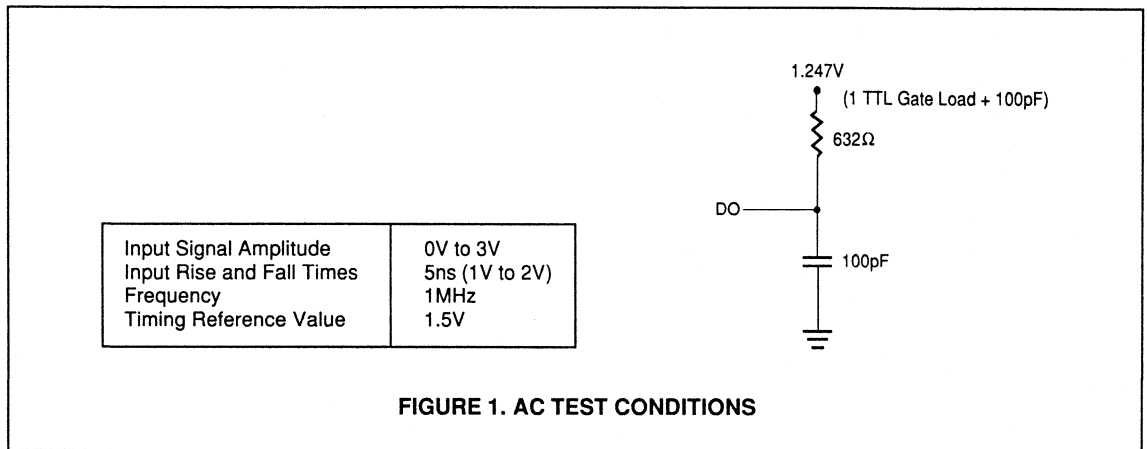 1.247V
(1 TTL Gate Load + 100pF)
632Ω
DO
100pF
Input Signal Amplitude 0V to 3V
Input Rise and Fall Times 5ns (1V to 2V)
Frequency 1MHz
Timing Reference Value 1.5V
FIGURE 1. AC TEST CONDITIONS